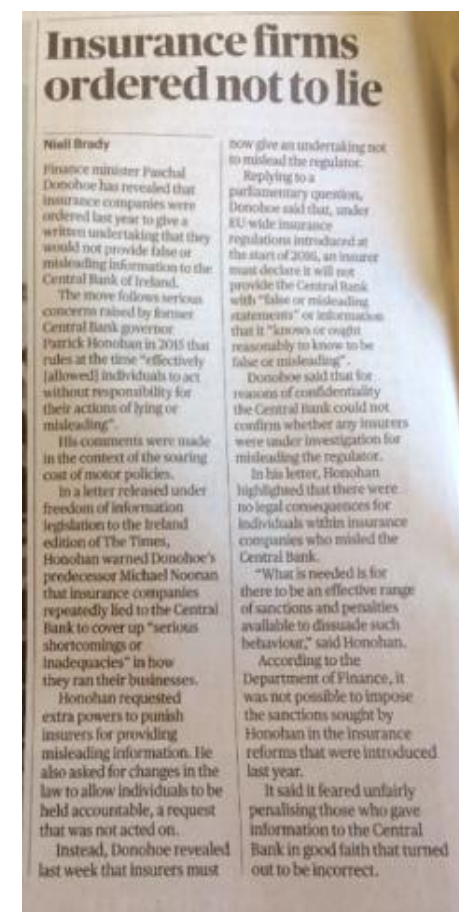 Insurance firms
ordered not to lie
Niall Brady
Finance minister Paschal
Donohoe has revealed that
insurance companies were
ordered last year to give a
written undertaking that they
would not provide false or
misleading information to the
Central Bank of Ireland.
The move follows serious
concerns raised by former
Central Bank governor
Patrick Honohan in 2015 that
rules at the time "effectively
[allowed] individuals to act
without responsibility for
their actions of lying or
misleading".
His comments were made
in the context of the soaring
cost of motor policies.
In a letter released under
freedom of information
legislation to the Ireland
edition of The Times,
Honohan warned Donohoe's
predecessor Michael Noonan
that insurance companies
repeatedly lied to the Central
Bank to cover up "serious
shortcomings or
inadequacies" in how
they ran their businesses.
Honohan requested
extra powers to punish
insurers for providing
misleading information. He
also asked for changes in the
law to allow individuals to be
held accountable, a request
that was not acted on.
Instead, Donohoe revealed
last week that insurers must
now give an undertaking not
to mislead the regulator.
Replying to a
parliamentary question,
Donohoe said that, under
EU-wide insurance
regulations introduced at
the start of 2016, an insurer
must declare it will not
provide the Central Bank
with "false or misleading
statements" or information
that it "knows or ought
reasonably to know to be
false or misleading".
Donohoe said that for
reasons of confidentiality
the Central Bank could not
confirm whether any insurers
were under investigation for
misleading the regulator.
In his letter, Honohan
highlighted that there were
no legal consequences for
individuals within insurance
companies who misled the
Central Bank.
"What is needed is for
there to be an effective range
of sanctions and penalties
available to dissuade such
behaviour," said Honohan.
According to the
Department of Finance, it
was not possible to impose
the sanctions sought by
Honohan in the insurance
reforms that were introduced
last year.
It said it feared unfairly
penalising those who gave
information to the Central
Bank in good faith that turned
out to be incorrect.